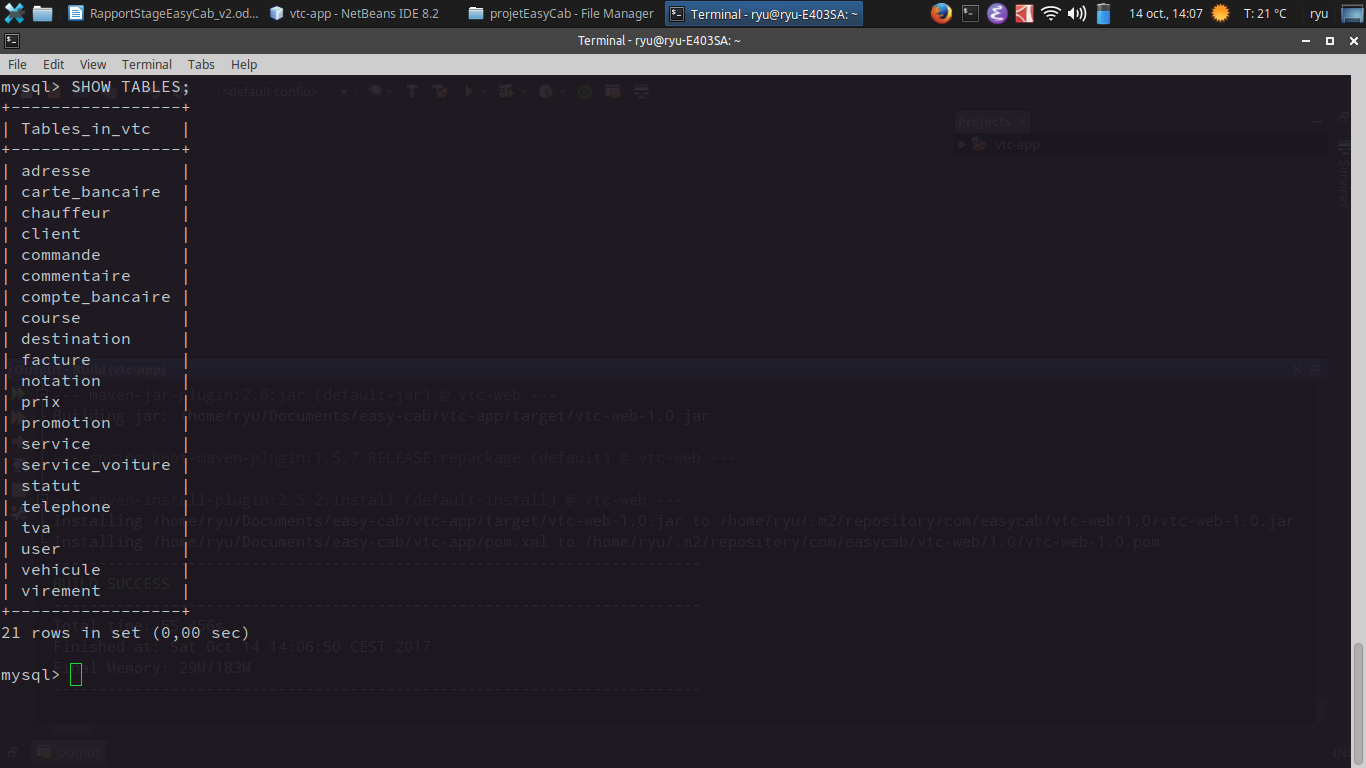 RapportStageEasyCab_v2.od...
vtc-app - NetBeans IDE 8.2
projetEasyCab - File Manager
Terminal - ryu@ryu-E403SA: ~
14 oct., 14:07
T: 21 °C
ryu
Terminal - ryu@ryu-E403SA: ~
File Edit View Terminal Tabs Help
mysql> SHOW TABLES;
<default config>
+-----------------+
| Tables_in_vtc   |
+-----------------+
| adresse         |
| carte_bancaire  |
| chauffeur       |
| client          |
| commande        |
| commentaire     |
| compte_bancaire |
| course          |
| destination     |
| facture         |
| notation        |
| prix            |
| promotion       |
| service         |
| service_voiture |
| statut          |
| telephone       |
| tva             |
| user            |
| vehicule        |
| virement        |
+-----------------+
21 rows in set (0,00 sec)
mysql>
Projects
vtc-app
Services
(vtc-app)
--- maven-jar-plugin:2.6:jar (default-jar) @ vtc-web ---
jar: /home/ryu/Documents/easy-cab/vtc-app/target/vtc-web-1.0.jar
maven-plugin:1.5.7.RELEASE:repackage (default) @ vtc-web ---
maven-install-plugin:2.5.2:install (default-install) @ vtc-web ---
Installing /home/ryu/Documents/easy-cab/vtc-app/target/vtc-web-1.0.jar to /home/ryu/.m2/repository/com/easycab/vtc-web/1.0/vtc-web-1.0.jar
Installing /home/ryu/Documents/easy-cab/vtc-app/pom.xml to /home/ryu/.m2/repository/com/easycab/vtc-web/1.0/vtc-web-1.0.pom
------------------------------------------------------------------------
BUILD SUCCESS
------------------------------------------------------------------------
Finished at: Sat Oct 14 14:06:50 CEST 2017
Final Memory: 29M/183M
------------------------------------------------------------------------
Output